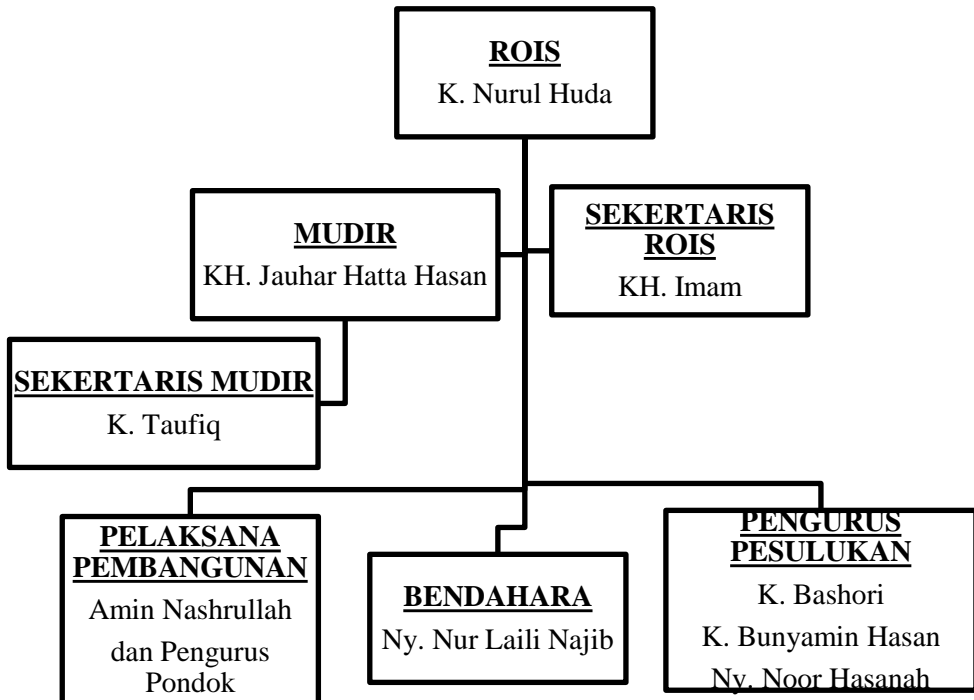 ROIS
K. Nurul Huda
MUDIR
KH. Jauhar Hatta Hasan
SEKERTARIS
ROIS
KH. Imam
SEKERTARIS MUDIR
K. Taufiq
PELAKSANA
PEMBANGUNAN
Amin Nashrullah
dan Pengurus
Pondok
BENDAHARA
Ny. Nur Laili Najib
PENGURUS
PESULUKAN
K. Bashori
K. Bunyamin Hasan
Ny. Noor Hasanah